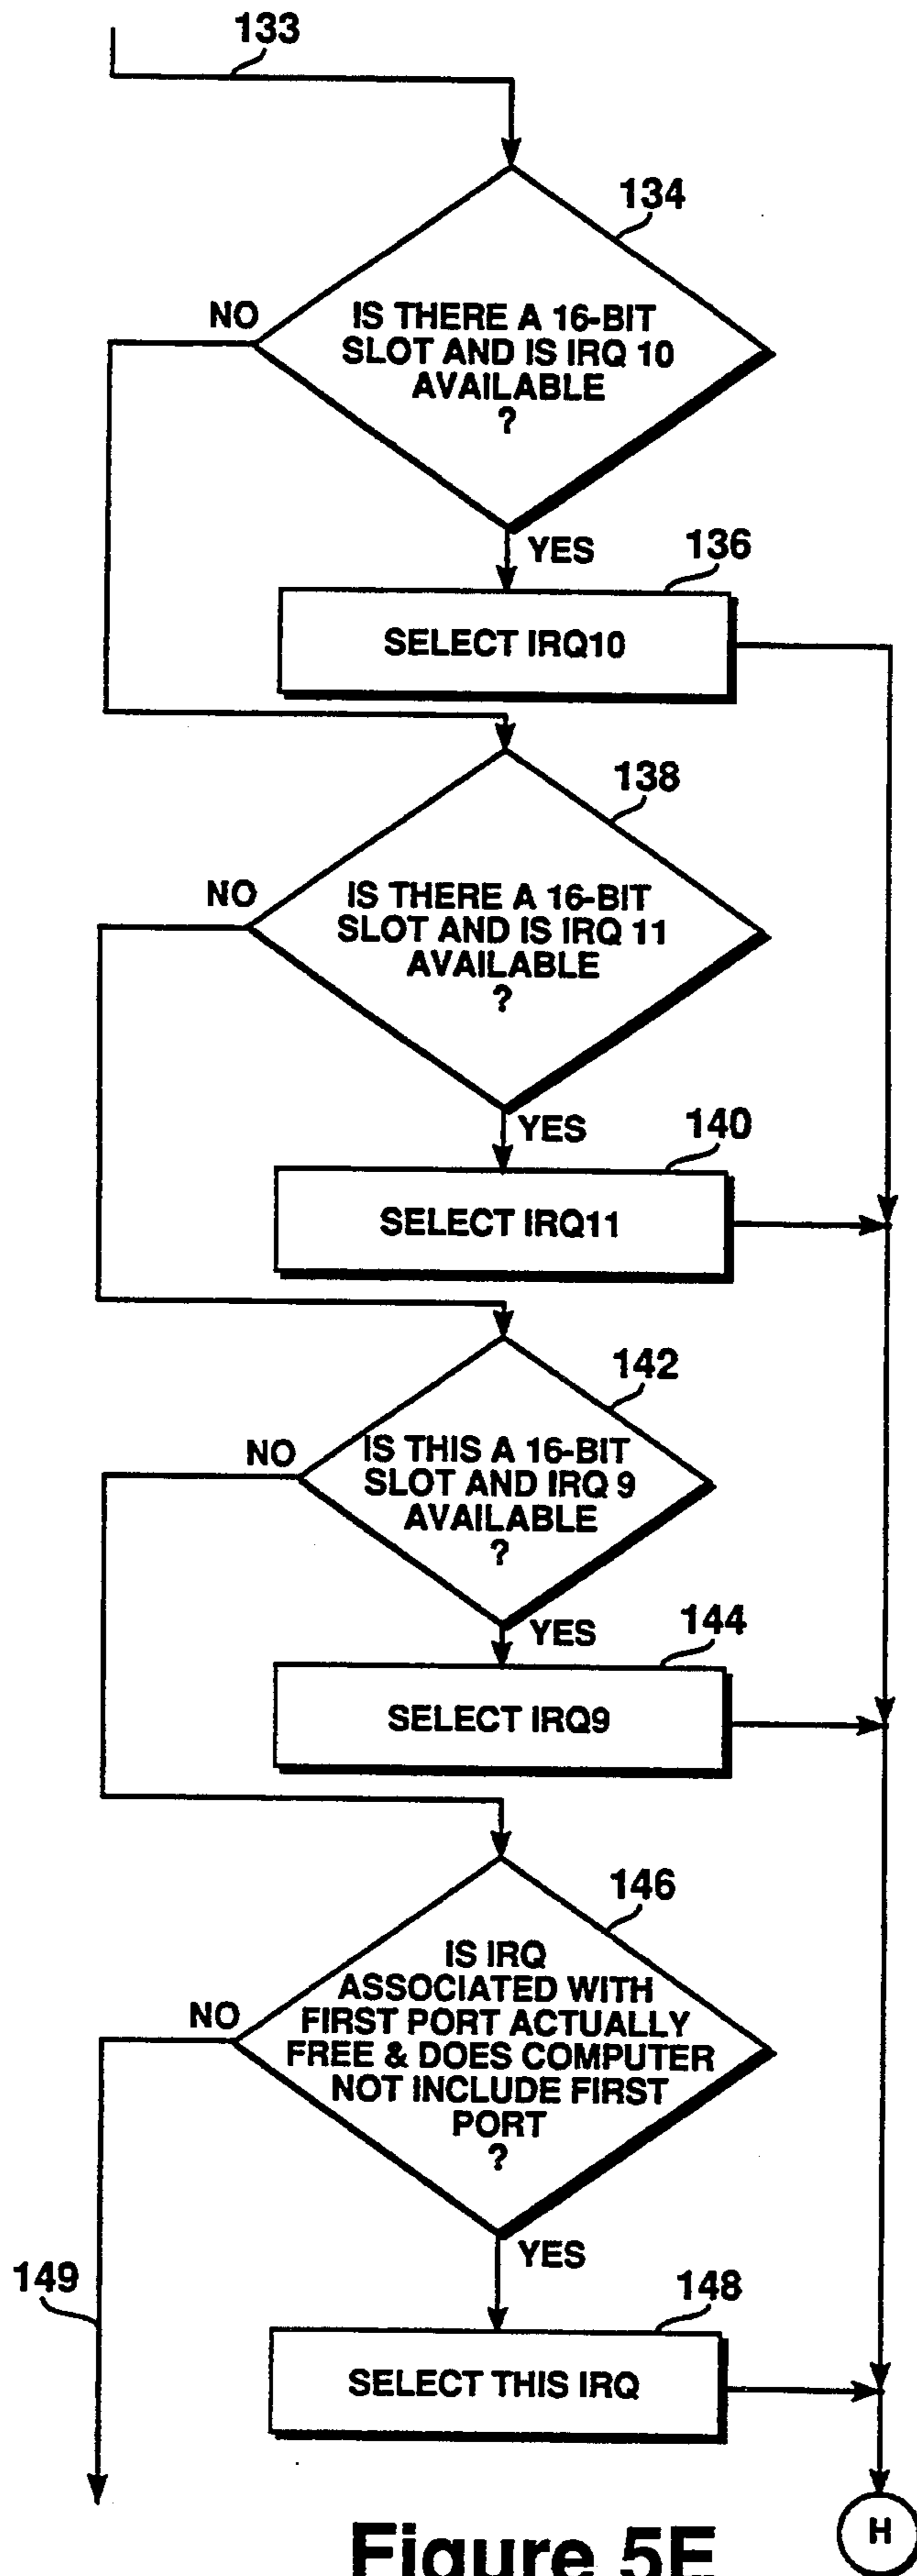 133
134
NO
IS THERE A 16-BIT
SLOT AND IS IRQ 10
AVAILABLE
?
YES
136
SELECT IRQ10
138
NO
IS THERE A 16-BIT
SLOT AND IS IRQ 11
AVAILABLE
?
YES
140
SELECT IRQ11
142
NO
IS THIS A 16-BIT
SLOT AND IRQ 9
AVAILABLE
?
YES
144
SELECT IRQ9
146
NO
IS IRQ
ASSOCIATED WITH
FIRST PORT ACTUALLY
FREE & DOES COMPUTER
NOT INCLUDE FIRST
PORT
?
YES
149
148
SELECT THIS IRQ
H
Figure 5E